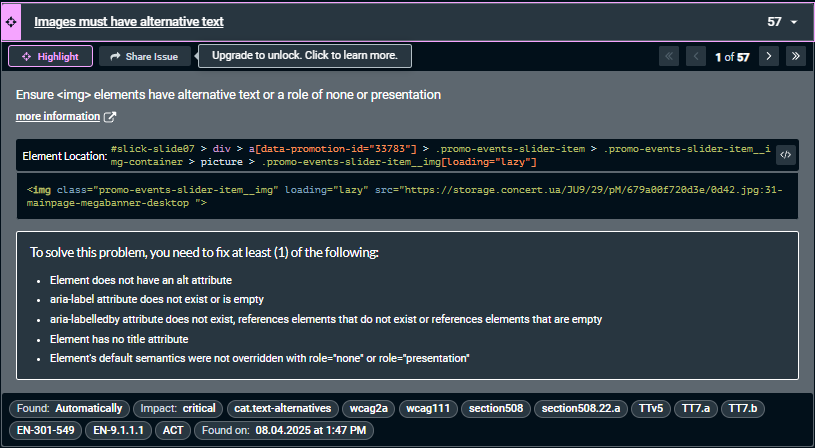 Images must have alternative text 57
Highlight Share Issue Upgrade to unlock. Click to learn more. 1 of 57
Ensure <img> elements have alternative text or a role of none or presentation
more information
Element Location: #slick-slide07 > div > a[data-promotion-id="33783"] > .promo-events-slider-item > .promo-events-slider-item__i
mg-container > picture > .promo-events-slider-item__img[loading="lazy"]
<img class="promo-events-slider-item__img" loading="lazy" src="https://storage.concert.ua/JU9/29/pM/679a00f720d3e/0d42.jpg:31-
mainpage-megabanner-desktop ">
To solve this problem, you need to fix at least (1) of the following:
• Element does not have an alt attribute
• aria-label attribute does not exist or is empty
• aria-labelledby attribute does not exist, references elements that do not exist or references elements that are empty
• Element has no title attribute
• Element's default semantics were not overridden with role="none" or role="presentation"
Found: Automatically Impact: critical cat.text-alternatives wcag2a wcag111 section508 section508.22.a TTv5 TT7.a TT7.b
EN-301-549 EN-9.1.1.1 ACT Found on: 08.04.2025 at 1:47 PM